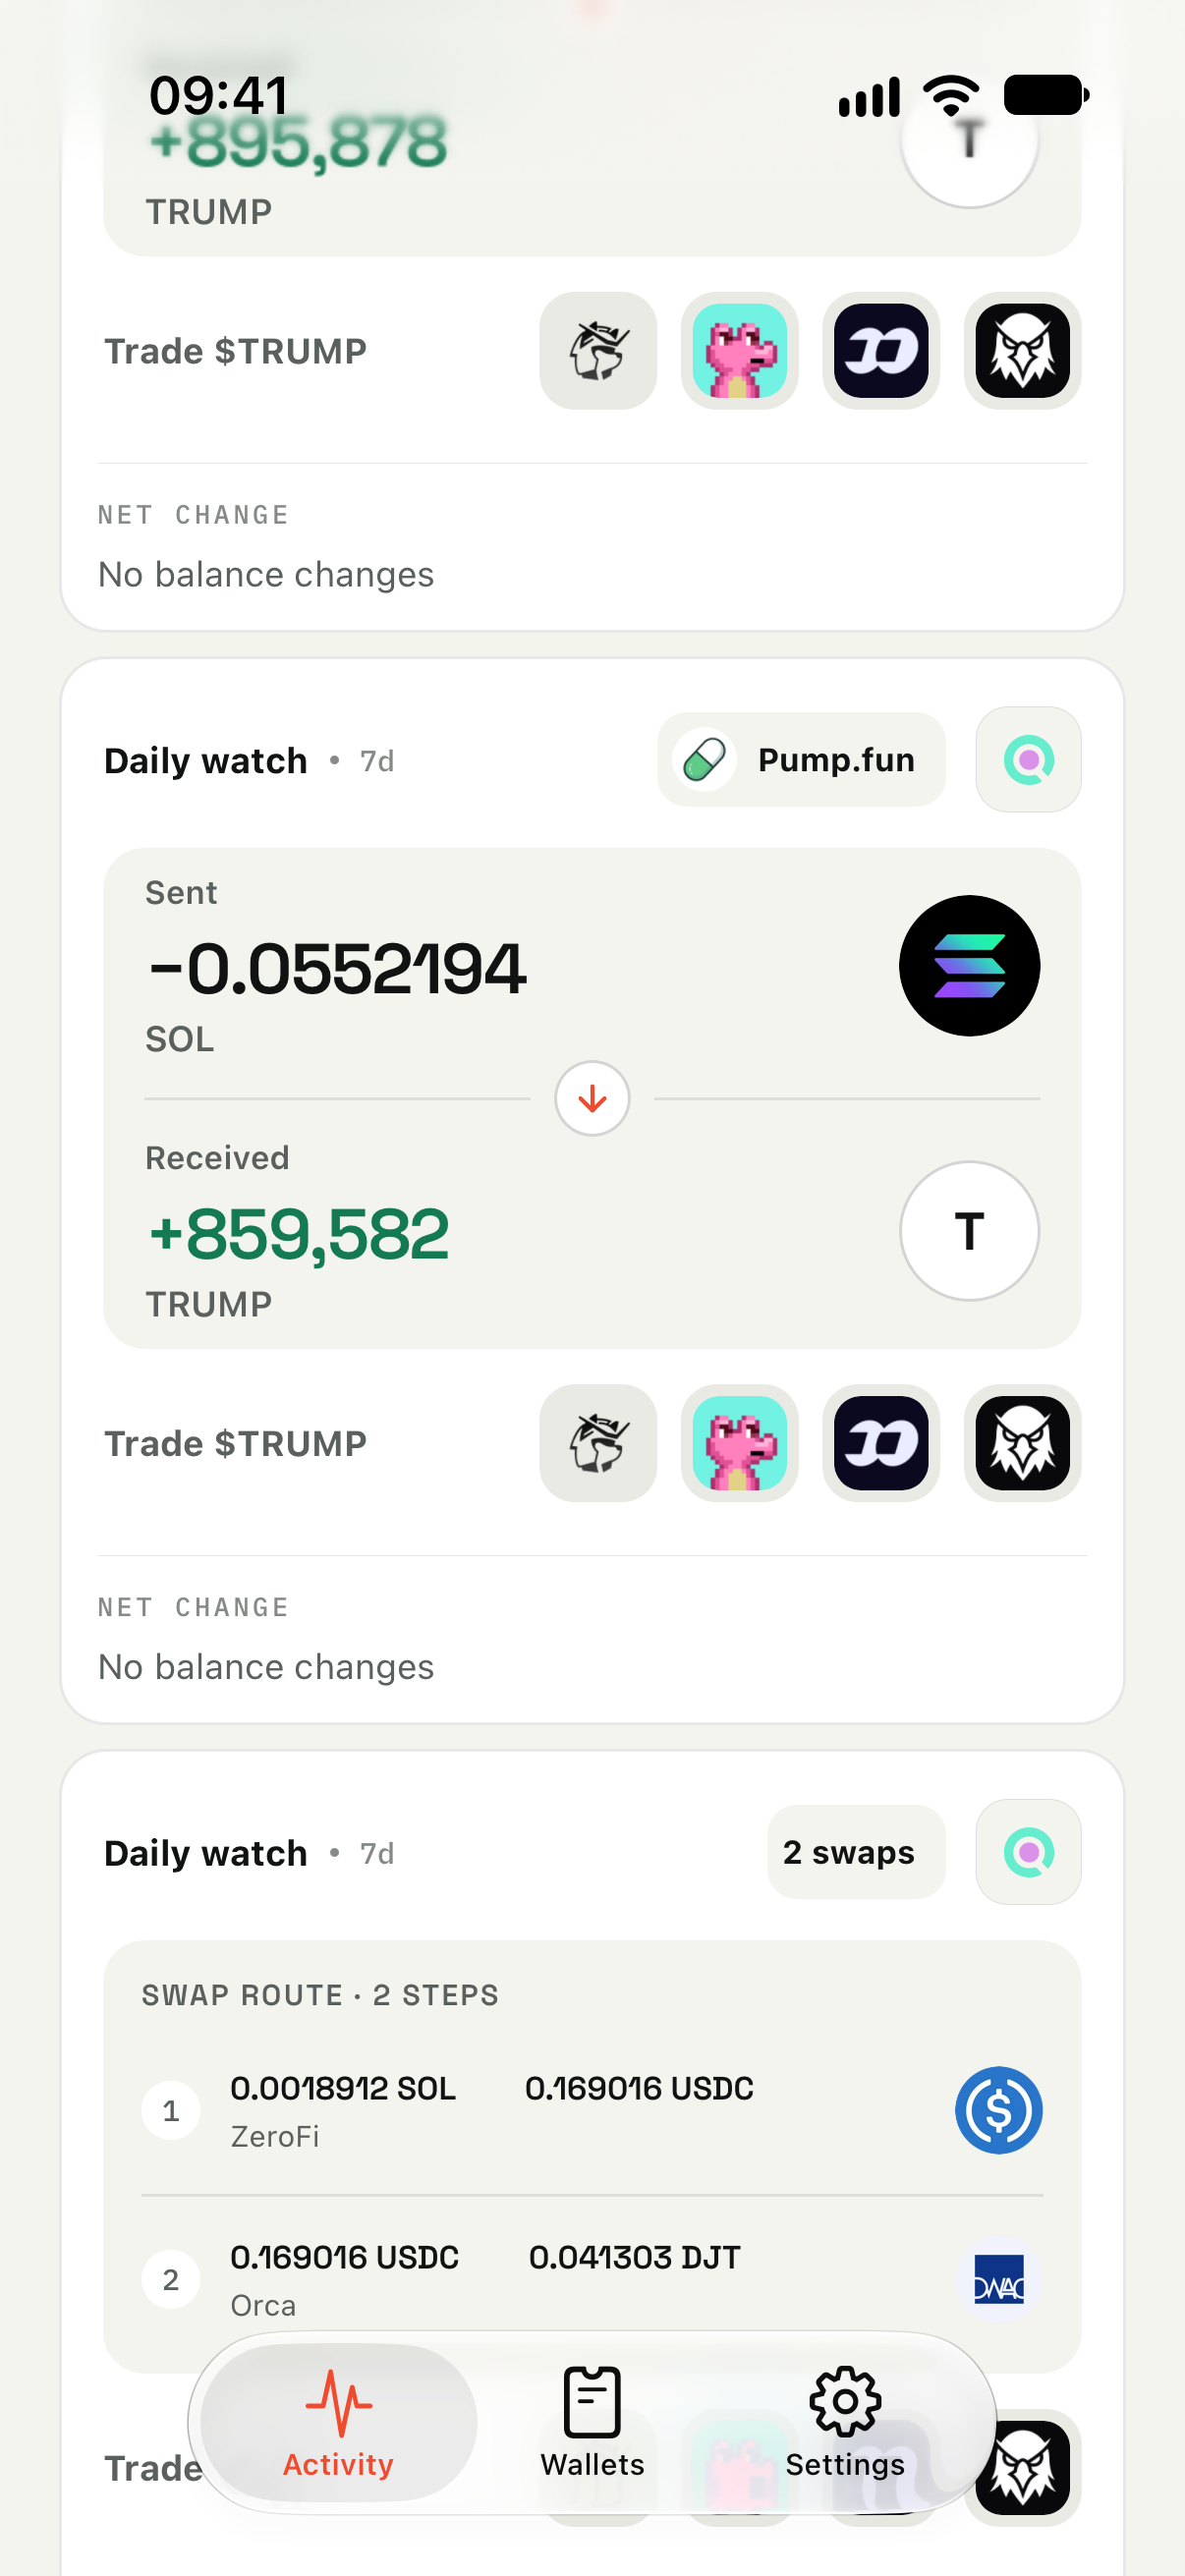 09:41
+895,878
T
TRUMP
Trade $TRUMP
NET CHANGE
No balance changes
Daily watch • 7d
Pump.fun
Sent
−0.0552194
SOL
Received
+859,582
T
TRUMP
Trade $TRUMP
NET CHANGE
No balance changes
Daily watch • 7d
2 swaps
SWAP ROUTE · 2 STEPS
1
0.0018912 SOL 0.169016 USDC
ZeroFi
2
0.169016 USDC 0.041303 DJT
Orca
DWAC
Trade
Activity
Wallets
Settings